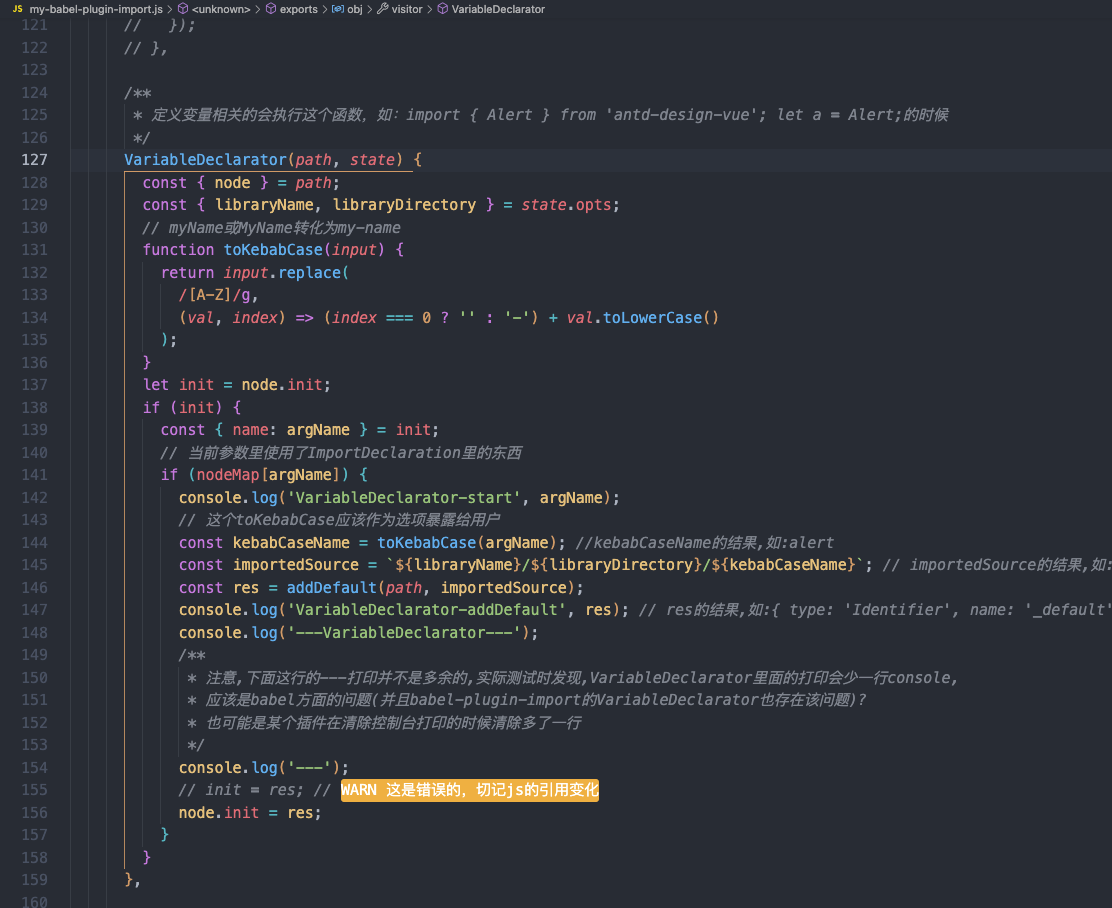 JS my-babel-plugin-import.js > <unknown> > exports > obj > visitor > VariableDeclarator
121 //   });
122 // },
123
124 /**
125  * 定义变量相关的会执行这个函数，如：import { Alert } from 'antd-design-vue'; let a = Alert;的时候
126  */
127 VariableDeclarator(path, state) {
128   const { node } = path;
129   const { libraryName, libraryDirectory } = state.opts;
130   // myName或MyName转化为my-name
131   function toKebabCase(input) {
132     return input.replace(
133       /[A-Z]/g,
134       (val, index) => (index === 0 ? '' : '-') + val.toLowerCase()
135     );
136   }
137   let init = node.init;
138   if (init) {
139     const { name: argName } = init;
140     // 当前参数里使用了ImportDeclaration里的东西
141     if (nodeMap[argName]) {
142       console.log('VariableDeclarator-start', argName);
143       // 这个toKebabCase应该作为选项暴露给用户
144       const kebabCaseName = toKebabCase(argName); //kebabCaseName的结果,如:alert
145       const importedSource = `${libraryName}/${libraryDirectory}/${kebabCaseName}`; // importedSource的结果,如:
146       const res = addDefault(path, importedSource);
147       console.log('VariableDeclarator-addDefault', res); // res的结果,如:{ type: 'Identifier', name: '_default'
148       console.log('---VariableDeclarator---');
149       /**
150        * 注意,下面这行的---打印并不是多余的,实际测试时发现,VariableDeclarator里面的打印会少一行console,
151        * 应该是babel方面的问题(并且babel-plugin-import的VariableDeclarator也存在该问题)?
152        * 也可能是某个插件在清除控制台打印的时候清除多了一行
153        */
154       console.log('---');
155       // init = res; // WARN 这是错误的，切记js的引用变化
156       node.init = res;
157     }
158   }
159 },
160